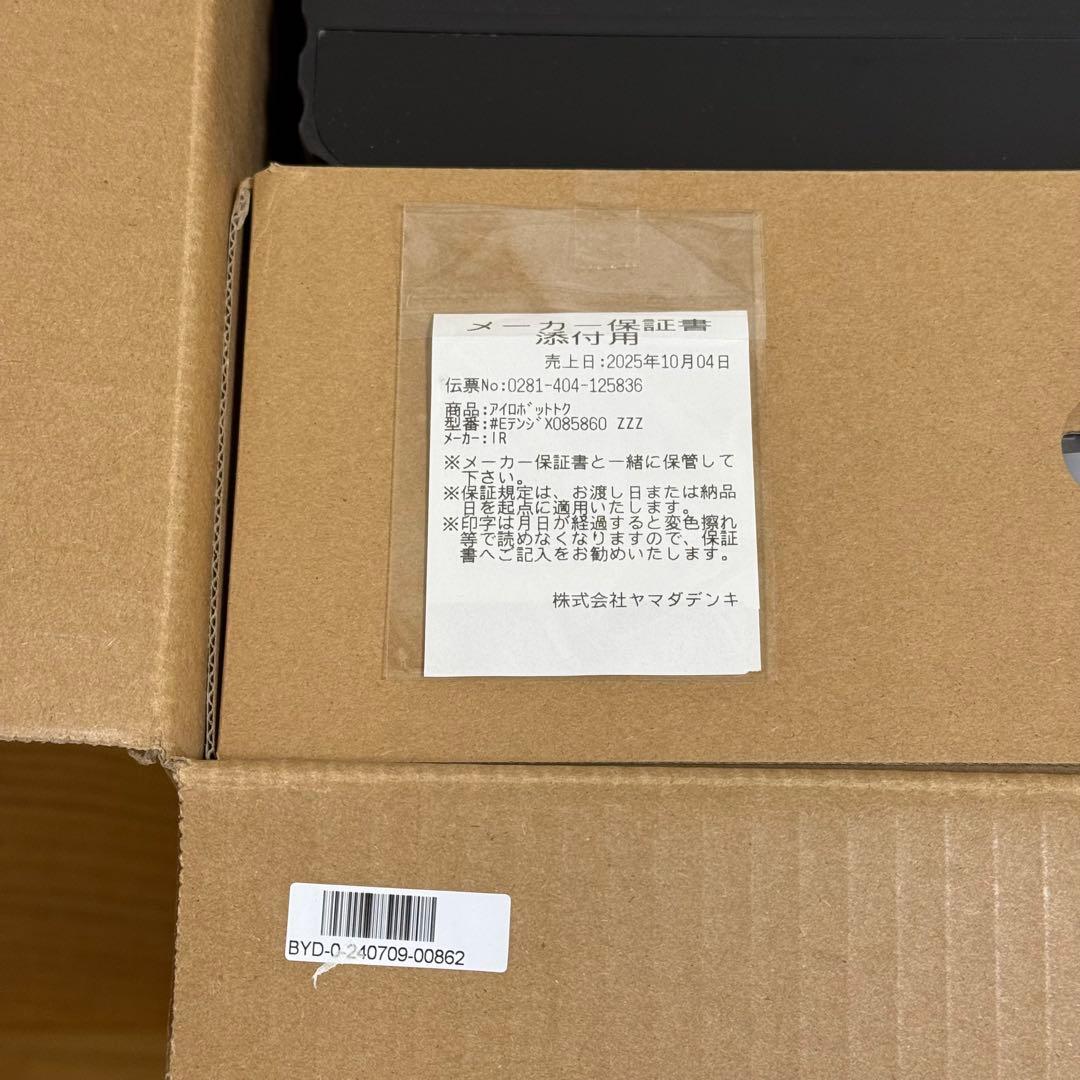 メーカー保証書
添付用
売上日:2025年10月04日
伝票No:0281-404-125836
商品:ｱｲﾛﾎﾞｯﾄﾄｸ
型番:#Eﾃﾝｼﾞ X085860 ZZZ
ﾒｰｶｰ:IR
※メーカー保証書と一緒に保管して
下さい。
※保証規定は、お渡し日または納品
日を起点に適用いたします。
※印字は月日が経過すると変色擦れ
等で読めなくなりますので、保証
書へご記入をお勧めいたします。
株式会社ヤマダデンキ
BYD-0-240709-00862